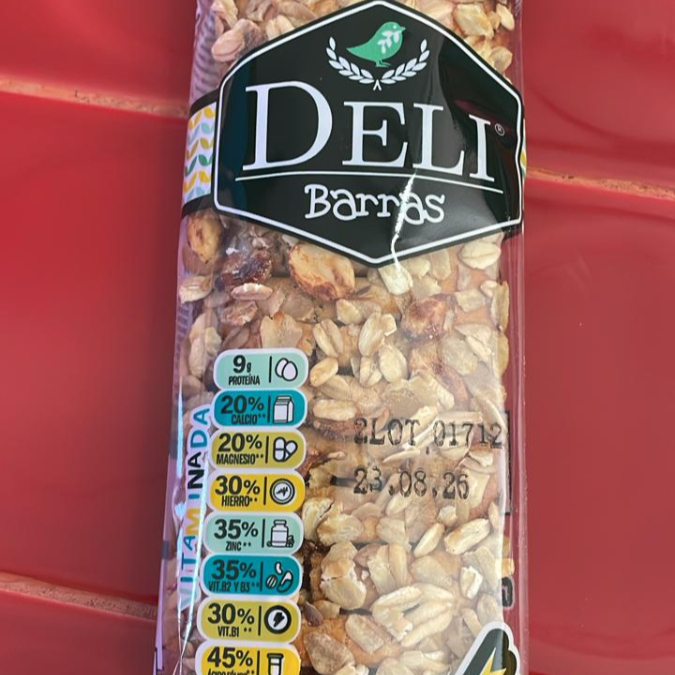 DELI®
Barras
VITAMINADA
9g
PROTEÍNA
20%
CALCIO**
20%
MAGNESIO**
30%
HIERRO**
35%
ZINC**
35%
VIT.B2 Y B3**
30%
VIT.B1 **
45%
2LOT 01712
23.08.26